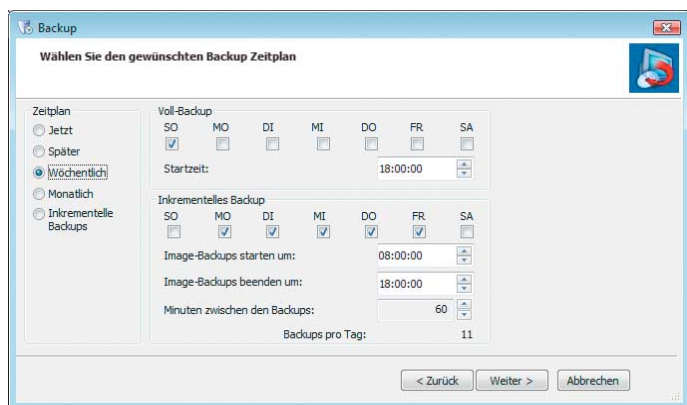 Backup
Wählen Sie den gewünschten Backup Zeitplan
Zeitplan
Jetzt
Später
Wöchentlich
Monatlich
Inkrementelle
Backups
Voll-Backup
SO MO DI MI DO FR SA
Startzeit: 18:00:00
Inkrementelles Backup
SO MO DI MI DO FR SA
Image-Backups starten um: 08:00:00
Image-Backups beenden um: 18:00:00
Minuten zwischen den Backups: 60
Backups pro Tag: 11
< Zurück Weiter > Abbrechen